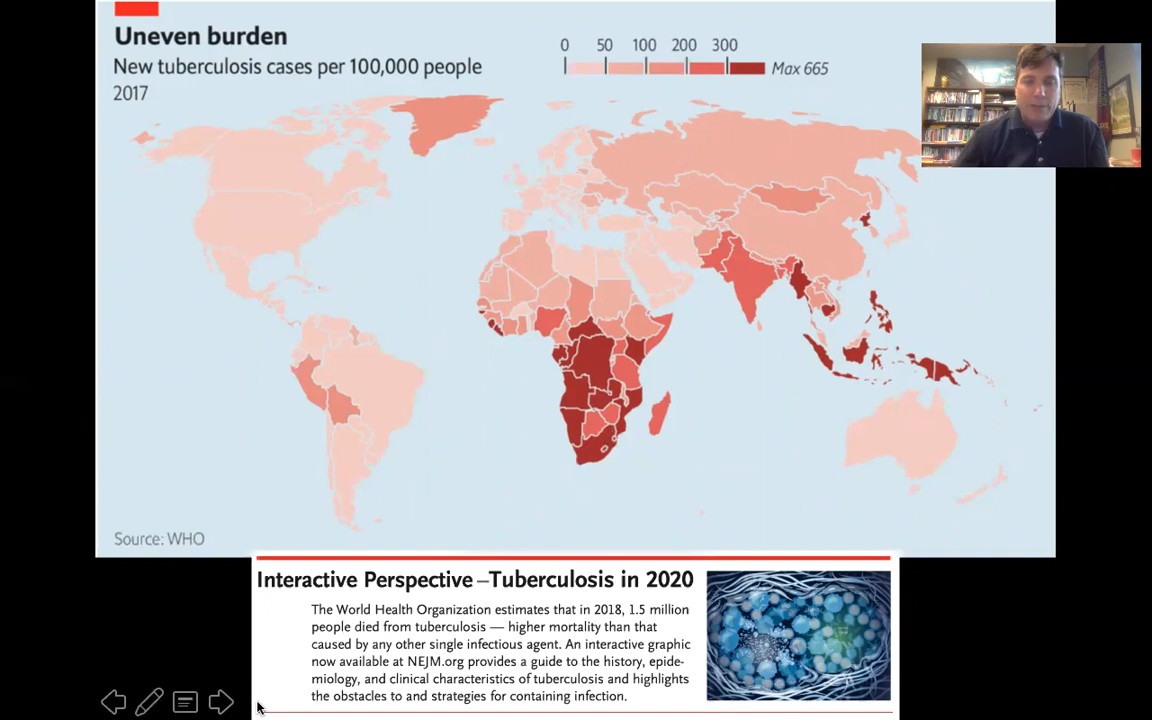 Uneven burden
New tuberculosis cases per 100,000 people
2017
0 50 100 200 300
Max 665
Source: WHO
Interactive Perspective – Tuberculosis in 2020
The World Health Organization estimates that in 2018, 1.5 million
people died from tuberculosis — higher mortality than that
caused by any other single infectious agent. An interactive graphic
now available at NEJM.org provides a guide to the history, epide-
miology, and clinical characteristics of tuberculosis and highlights
the obstacles to and strategies for containing infection.